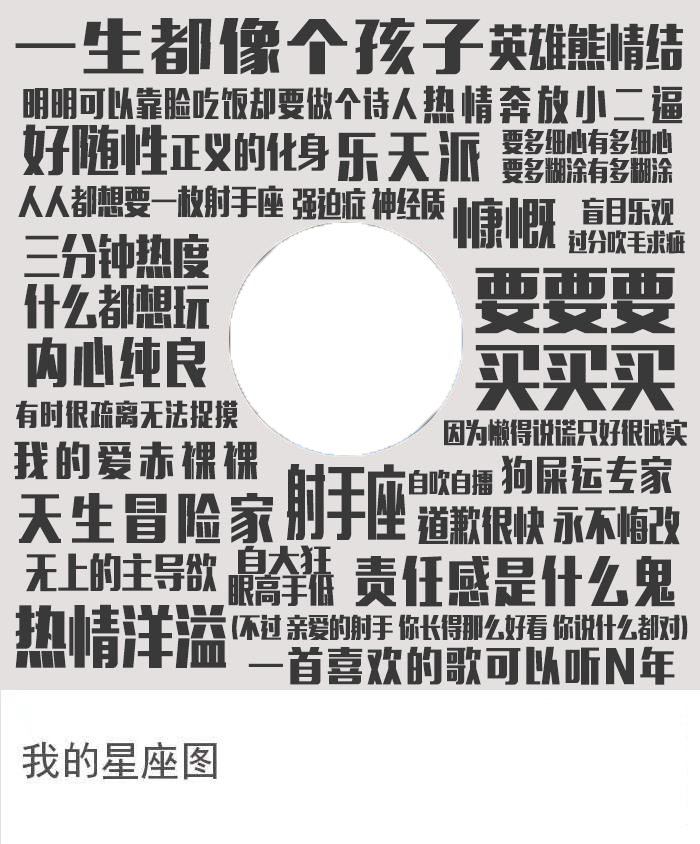 一生都像个孩子 英雄熊情结
明明可以靠脸吃饭却要做个诗人 热情奔放小二逼
好随性 正义的化身 乐天派 要多细心有多细心
要多糊涂有多糊涂
人人都想要一枚射手座 强迫症 神经质 慷慨 盲目乐观
过分吹毛求疵
三分钟热度
什么都想玩
内心纯良
要要要
买买买
有时很疏离无法捉摸
因为懒得说谎只好很诚实
我的爱赤裸裸
射手座 自吹自擂 狗屎运专家
天生冒险家 道歉很快 永不悔改
无上的主导欲 自大狂
眼高手低
责任感是什么鬼
热情洋溢 (不过 亲爱的射手 你长得那么好看 你说什么都对)
一首喜欢的歌可以听N年
我的星座图